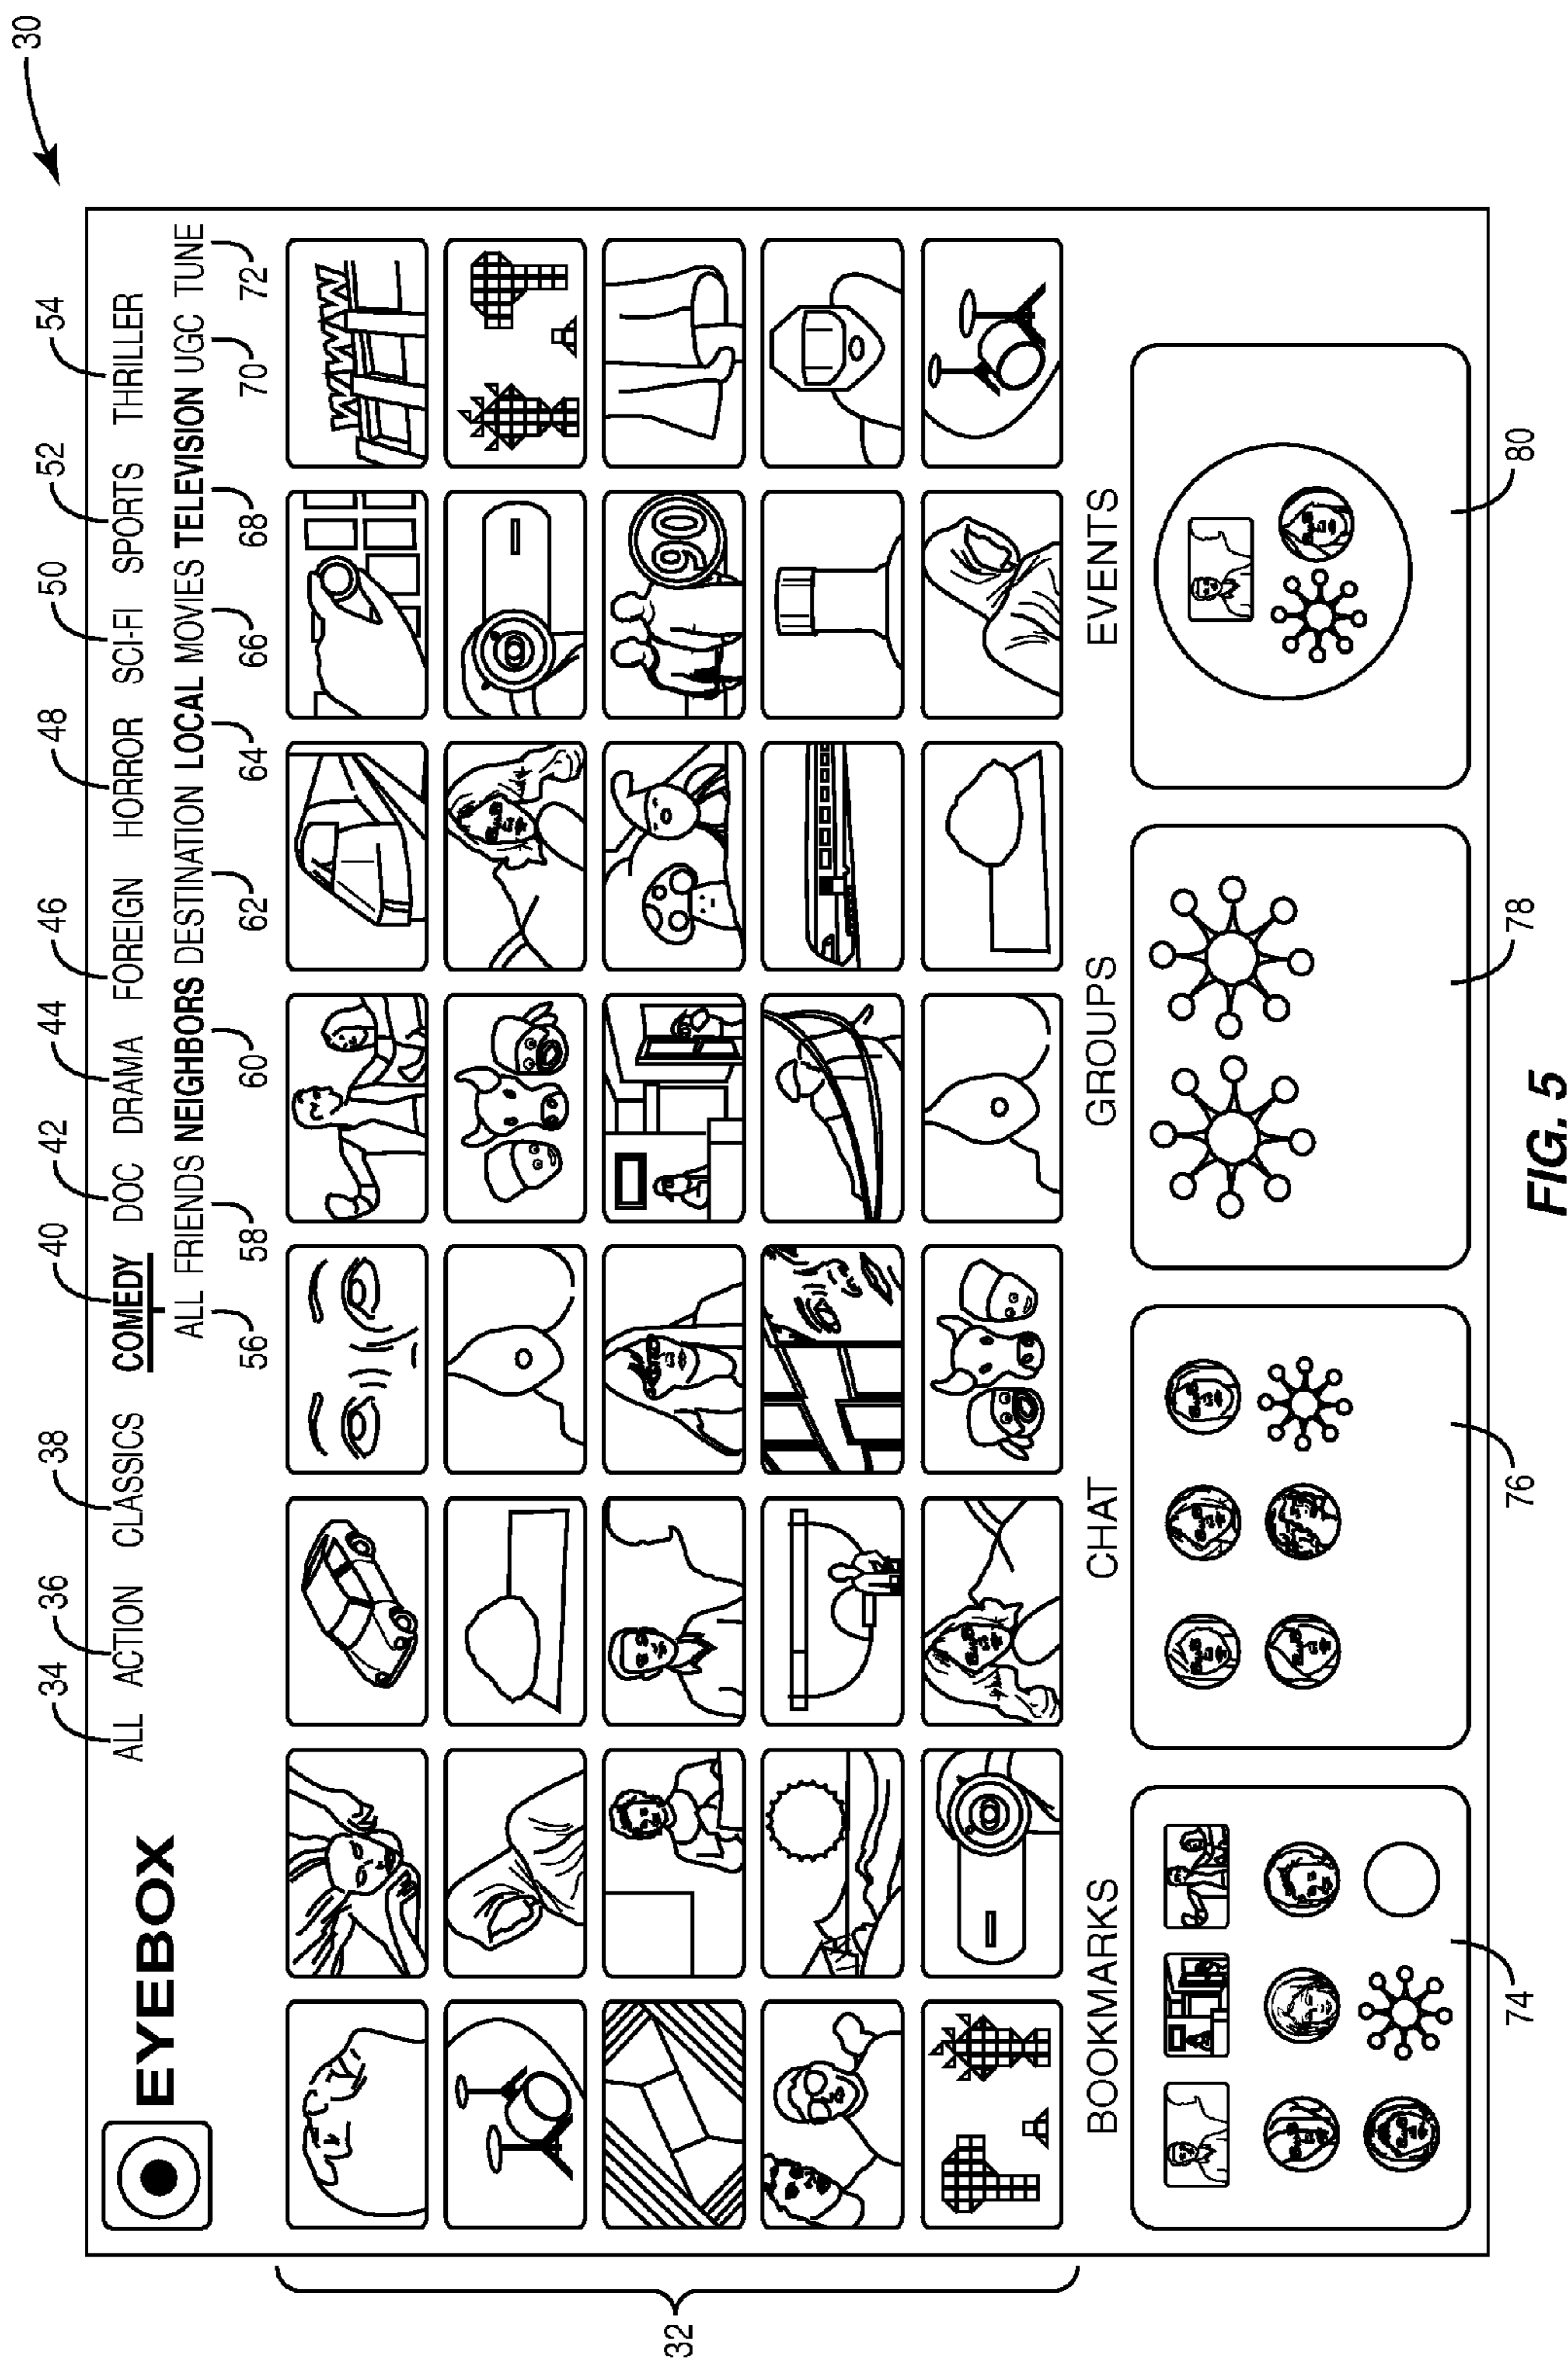 30
34 36 38 40 42 44 46 48 50 52 54
EYEBOX
ALL ACTION CLASSICS COMEDY DOC DRAMA FOREIGN HORROR SCI-FI SPORTS THRILLER
ALL FRIENDS NEIGHBORS DESTINATION LOCAL MOVIES TELEVISION UGC TUNE
56 58 60 62 64 66 68 70 72
90
32
BOOKMARKS CHAT GROUPS EVENTS
74 76 78 80
FIG. 5